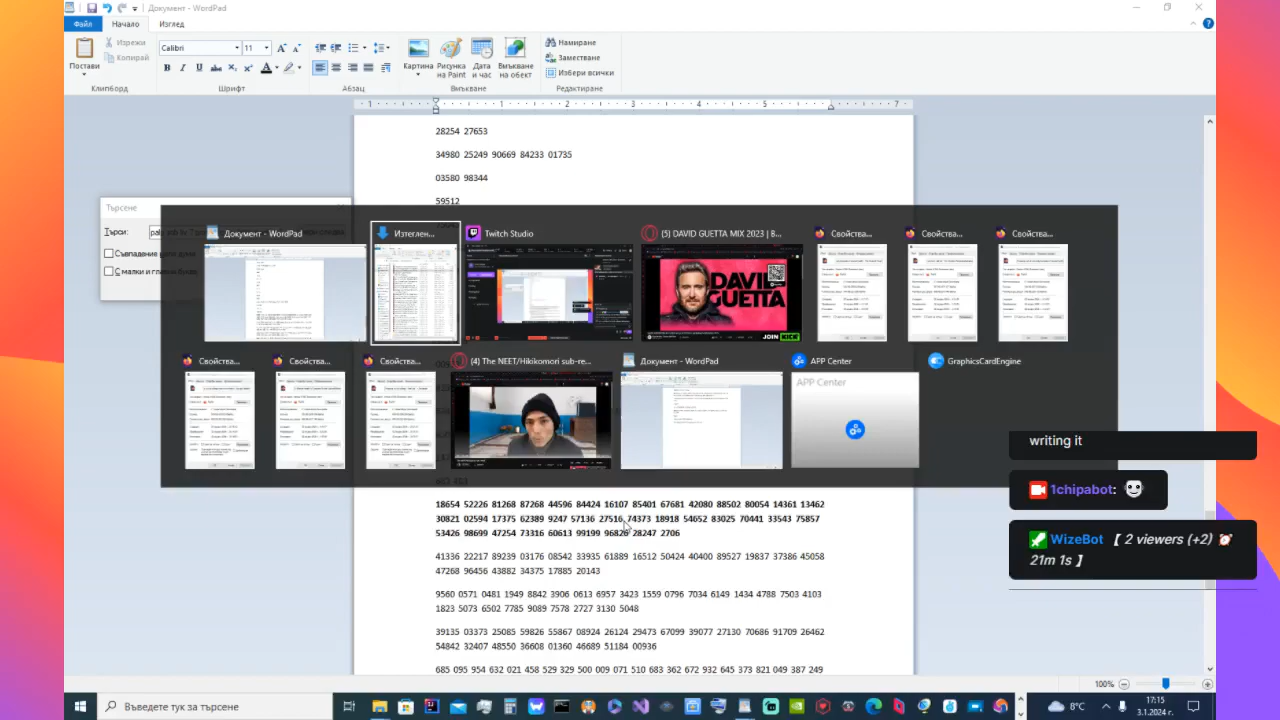 Документ - WordPad
Файл
Начало
Изглед
Постави
Изрежи
Копирай
Клипборд
Calibri
11
Шрифт
Абзац
Картина
Рисунка
на Paint
Дата
и час
Вмъкване
на обект
Вмъкване
Намиране
Заместване
Избери всички
Редактиране
28254 27653
34980 25249 90669 84233 01735
03580 98344
59512
Търсене
Търси:
Документ - WordPad
Изтеглен...
Twitch Studio
(5) DAVID GUETTA MIX 2023 | B...
Свойства...
Свойства...
Свойства...
DAVID
GUETTA
JOIN
Свойства...
Свойства...
Свойства...
(4) The NEET/Hikikomori sub-re...
Документ - WordPad
APP Center
GraphicsCardEngine
APP Center
18654 52226 81268 87268 44596 84424 16107 85401 67681 42080 88502 80054 14361 13462
30821 02594 17375 62389 9247 57136 27516 74373 18918 54652 83025 70441 33543 75857
53426 98699 47254 73316 60613 99199 96826 28247 2706
41336 22217 89239 03176 08542 33935 61889 16512 50424 40400 89527 19837 37386 45058
47268 96456 43882 34375 17885 20143
9560 0571 0481 1949 8842 3906 0613 6957 3423 1559 0796 7034 6149 1434 4788 7503 4103
1823 5073 6502 7785 9089 7578 2727 3130 5048
39135 03373 25085 59826 55867 08924 26124 29473 67099 39077 27130 70686 91709 26462
54842 32407 48550 36608 01360 46689 51184 00936
685 095 954 632 021 458 529 329 500 009 071 510 683 362 672 932 645 373 821 049 387 249
writing it
1chipabot:
WizeBot 【 2 viewers (+2)
21m 1s 】
100%
Въведете тук за търсене
8°C
17:15
3.1.2024 г.